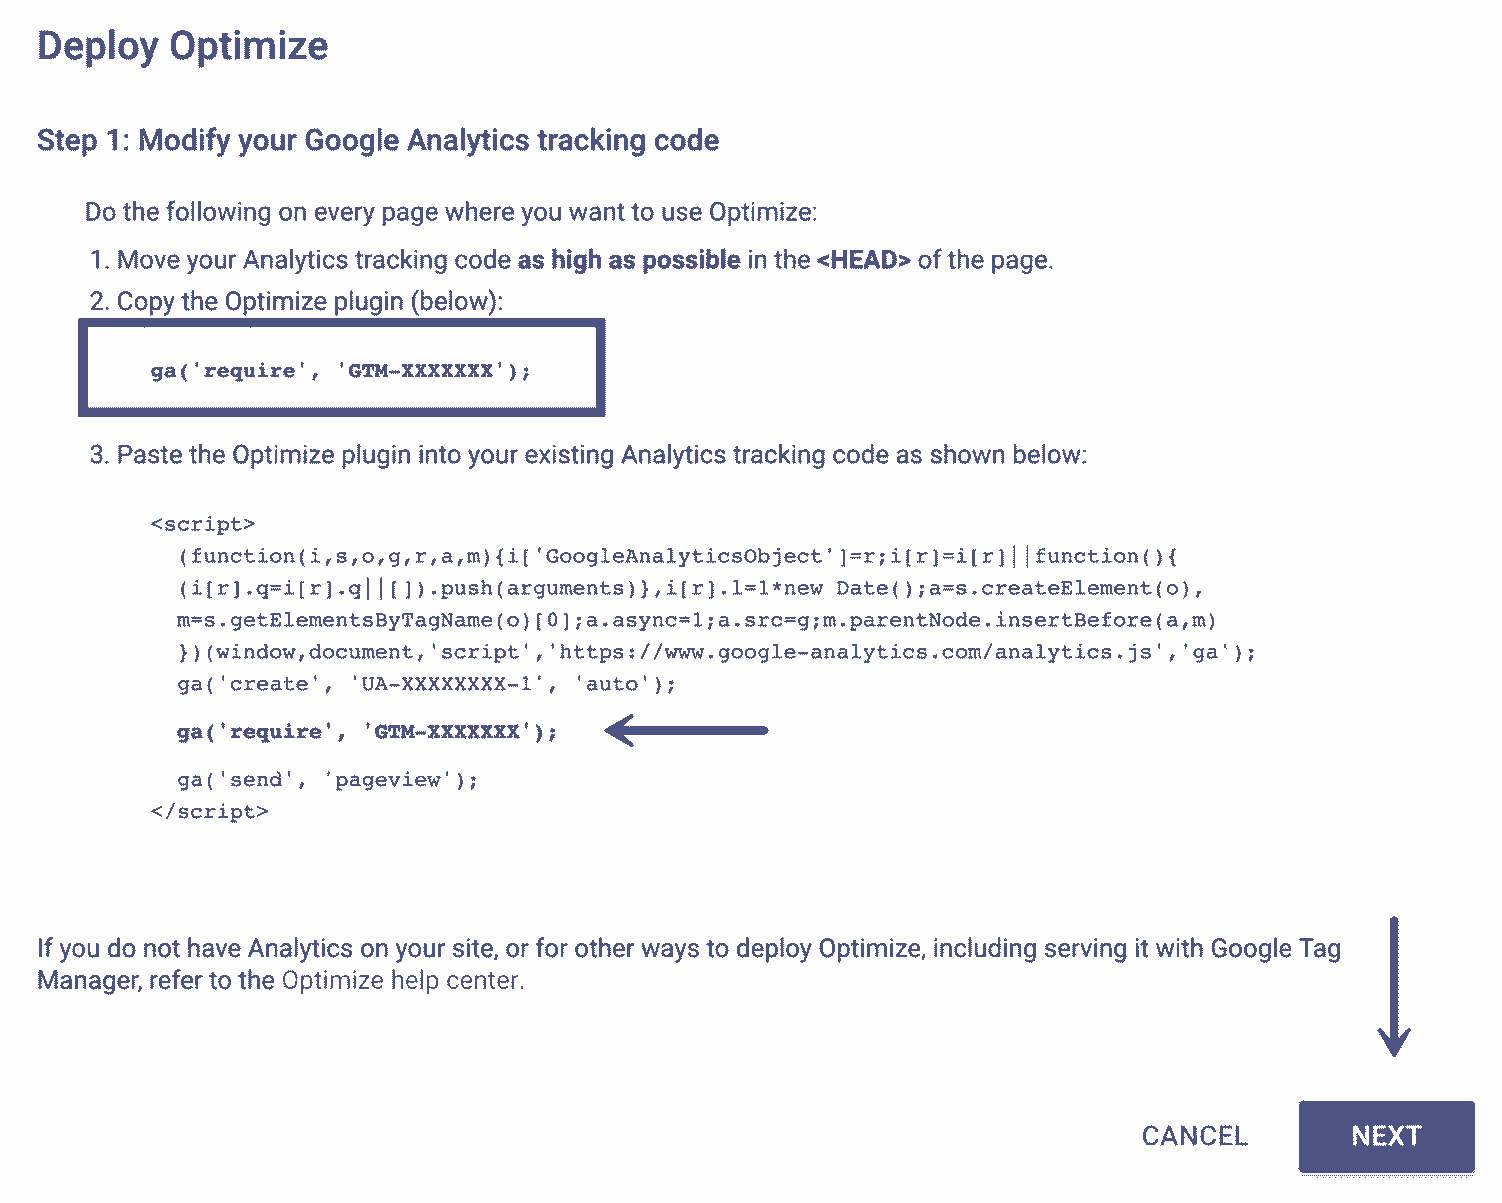 Deploy Optimize
Step 1: Modify your Google Analytics tracking code
Do the following on every page where you want to use Optimize:
1. Move your Analytics tracking code as high as possible in the <HEAD> of the page.
2. Copy the Optimize plugin (below):
ga('require', 'GTM-XXXXXXX');
3. Paste the Optimize plugin into your existing Analytics tracking code as shown below:
<script>
(function(i,s,o,g,r,a,m){i['GoogleAnalyticsObject']=r;i[r]=i[r]||function(){
(i[r].q=i[r].q||[]).push(arguments)},i[r].l=1*new Date();a=s.createElement(o),
m=s.getElementsByTagName(o)[0];a.async=1;a.src=g;m.parentNode.insertBefore(a,m)
})(window,document,'script','https://www.google-analytics.com/analytics.js','ga');
ga('create', 'UA-XXXXXXXX-1', 'auto');
ga('require', 'GTM-XXXXXXX');
ga('send', 'pageview');
</script>
If you do not have Analytics on your site, or for other ways to deploy Optimize, including serving it with Google Tag
Manager, refer to the Optimize help center.
CANCEL
NEXT